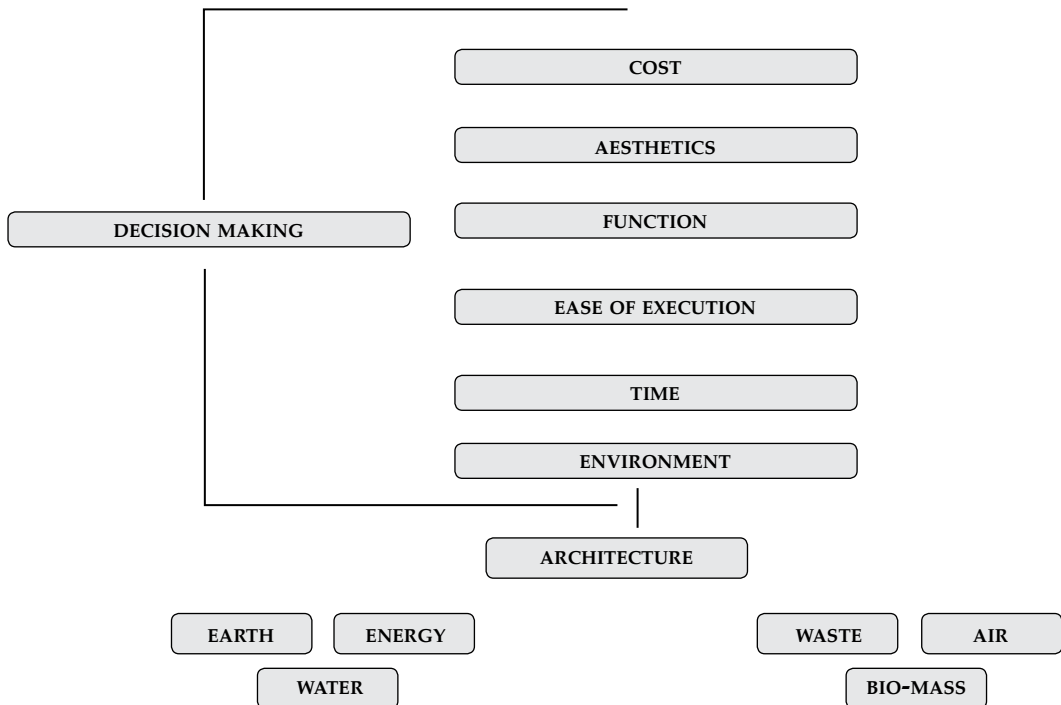 COST
AESTHETICS
DECISION MAKING
FUNCTION
EASE OF EXECUTION
TIME
ENVIRONMENT
ARCHITECTURE
EARTH
ENERGY
WASTE
AIR
WATER
BIO-MASS